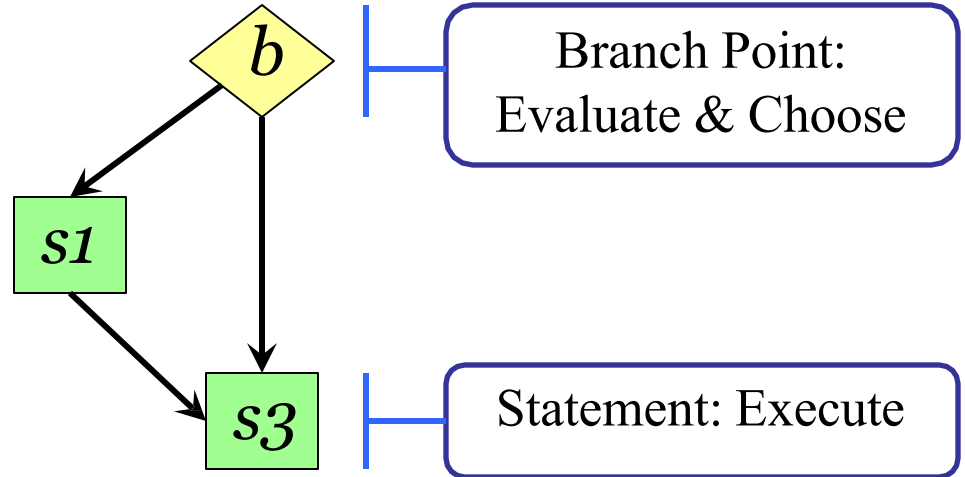 b
Branch Point:
Evaluate & Choose
s1
s3
Statement: Execute